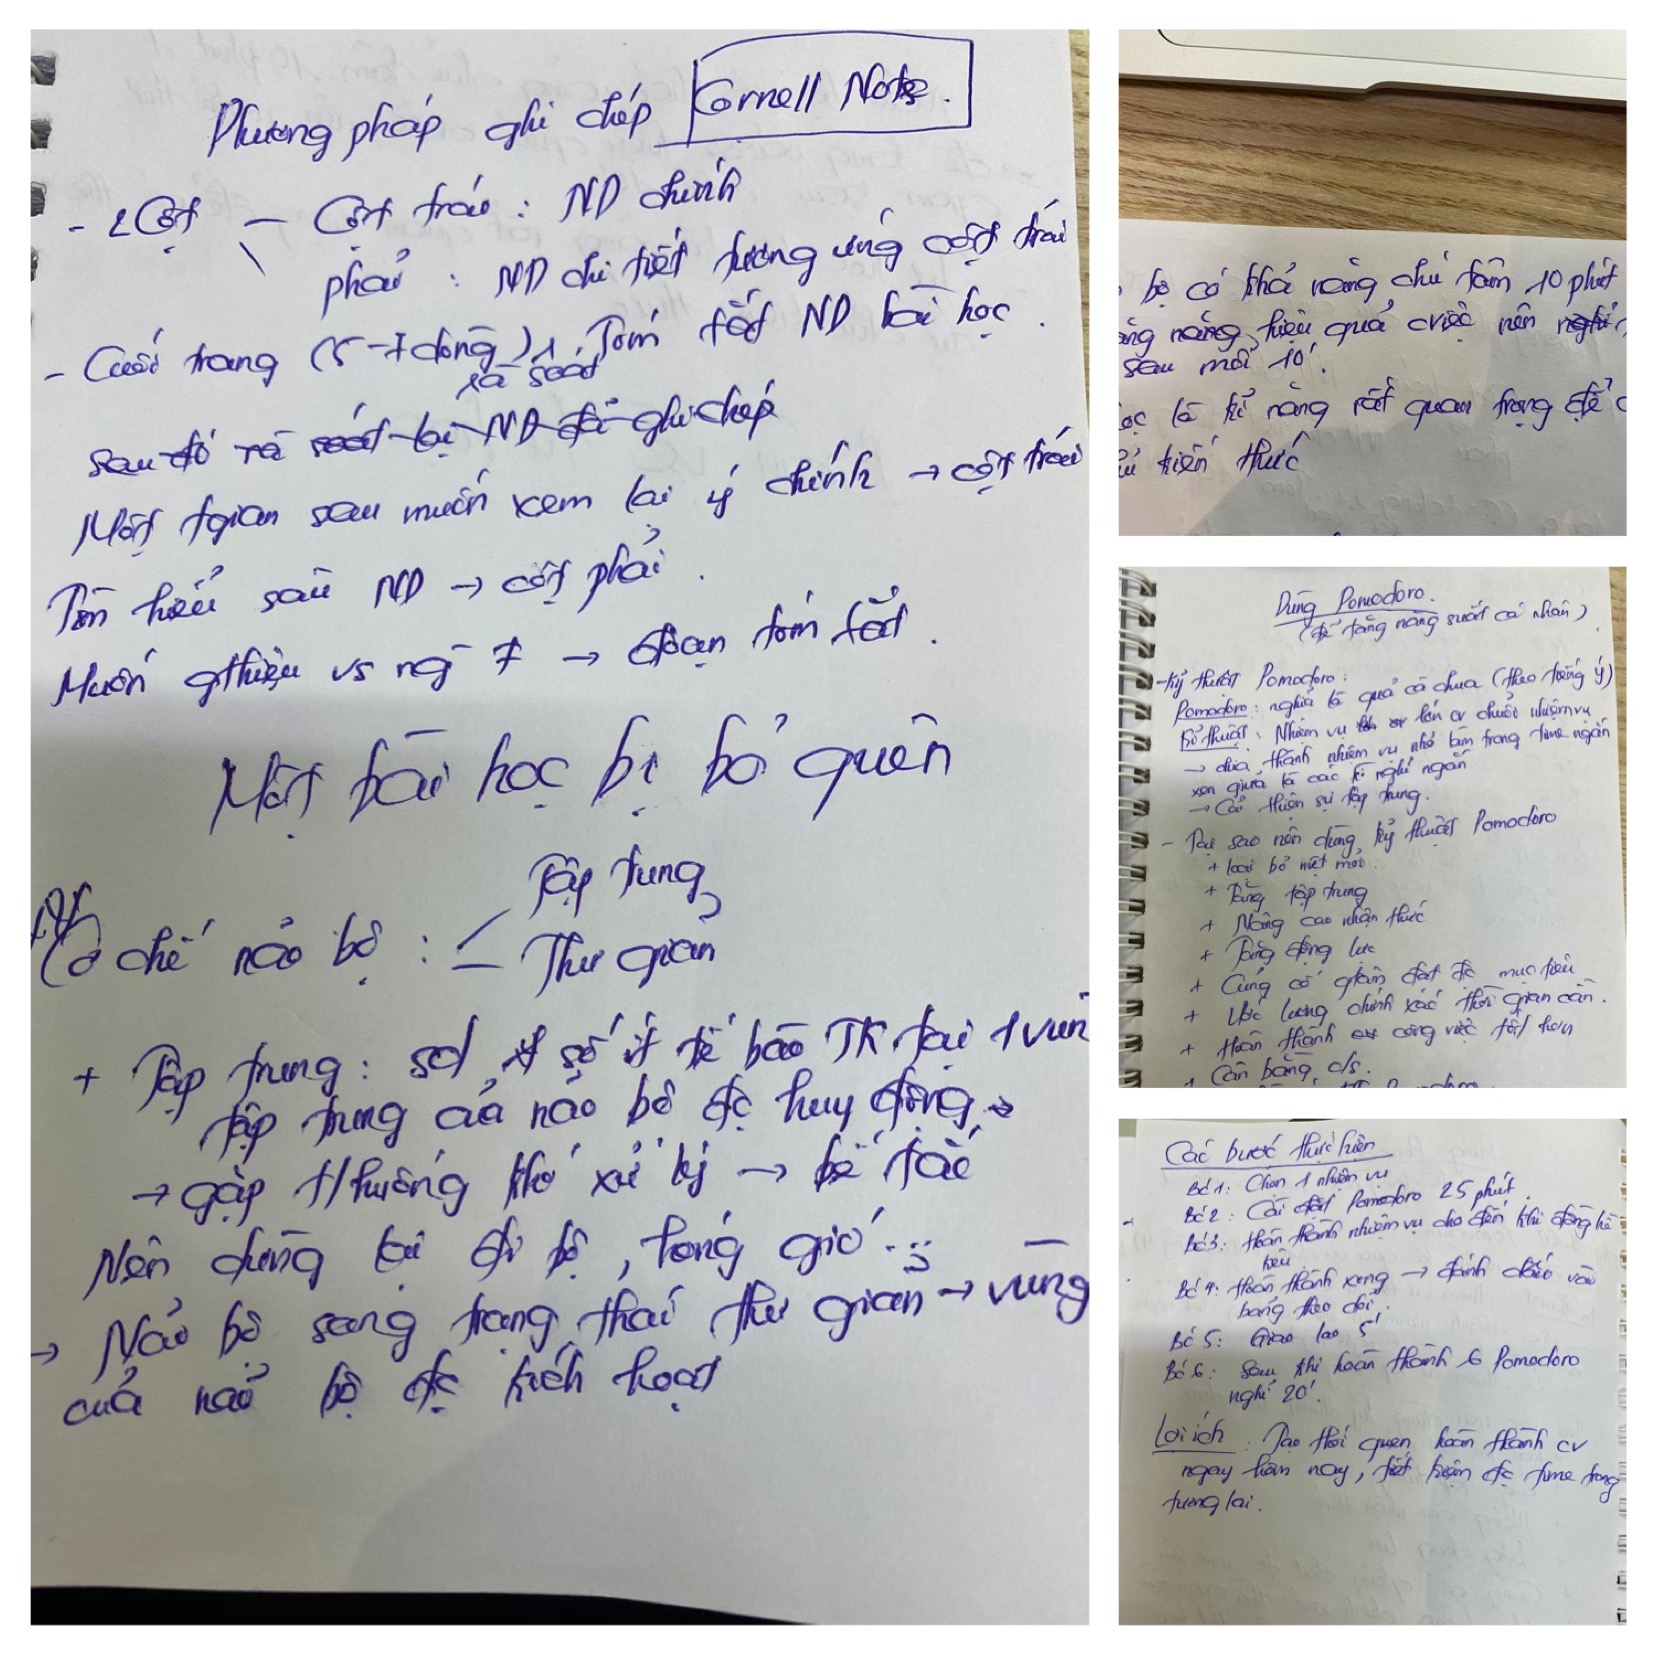 Phương pháp ghi chép Cornell Notes.
- 2 Cột - Cột trái : ND chính
phải : ND chi tiết tương ứng cột trái
- Cuối trang (5-7 dòng), Tóm tắt ND bài học.
rà soát
sau đó rà soát lại ND đã ghi chép
Một tgian sau muốn xem lại ý chính → cột trái
Tìm hiểu sâu ND → cột phải.
Muốn gthiệu vs ng ≠ → đoạn tóm tắt.
Một bài học bị bỏ quên
Tập trung
Cơ chế não bộ : Thư giãn
+ Tập trung : sd số ít tế bào TK tại 1 vùn
tập trung của não bộ đc huy động
→ gặp t/huống khó xử lý → bế tắc
Nên dừng lại đi bộ, hóng gió...
→ Não bộ sang trạng thái thư giãn → vùng
của não bộ đc kích hoạt
bộ có khả năng chú tâm 10 phút
năng hiệu quả cviệc nên nghỉ
sau mỗi 10'.
ọc là kĩ năng rất quan trọng để
kiến thức
Dùng Pomodoro.
(để tăng năng suất cá nhân)
- Kỹ thuật Pomodoro :
Pomodoro : nghĩa là quả cà chua (theo tiếng ý)
Kĩ thuật : Nhiệm vụ lớn or chuỗi nhiệm vụ
→ chia thành nhiệm vụ nhỏ làm trong time ngắn
xen giữa là các kì nghỉ ngắn
→ Cải thiện sự tập trung.
- Tại sao nên dùng kỹ thuật Pomodoro
+ loại bỏ mệt mỏi.
+ Tăng tập trung
+ Nâng cao nhận thức
+ Tăng động lực
+ Củng cố qtâm đạt đc mục tiêu
+ Ước lượng chính xác thời gian cần.
+ Hoàn thành công việc tốt hơn
+ Cân bằng c/s.
Các bước thực hiện
Bc 1 : Chọn 1 nhiệm vụ
Bc 2 : Cài đặt Pomodoro 25 phút.
Bc 3 : Hoàn thành nhiệm vụ cho đến khi đồng hồ
kêu
Bc 4 : Hoàn thành xong → đánh dấu vào
bảng theo dõi.
Bc 5 : Giao lao 5'
Bc 6 : Sau khi hoàn thành 6 Pomodoro
nghỉ 20'.
Lợi ích : Tạo thói quen hoàn thành cv
ngay hôm nay, tiết kiệm đc time trong
tương lai.